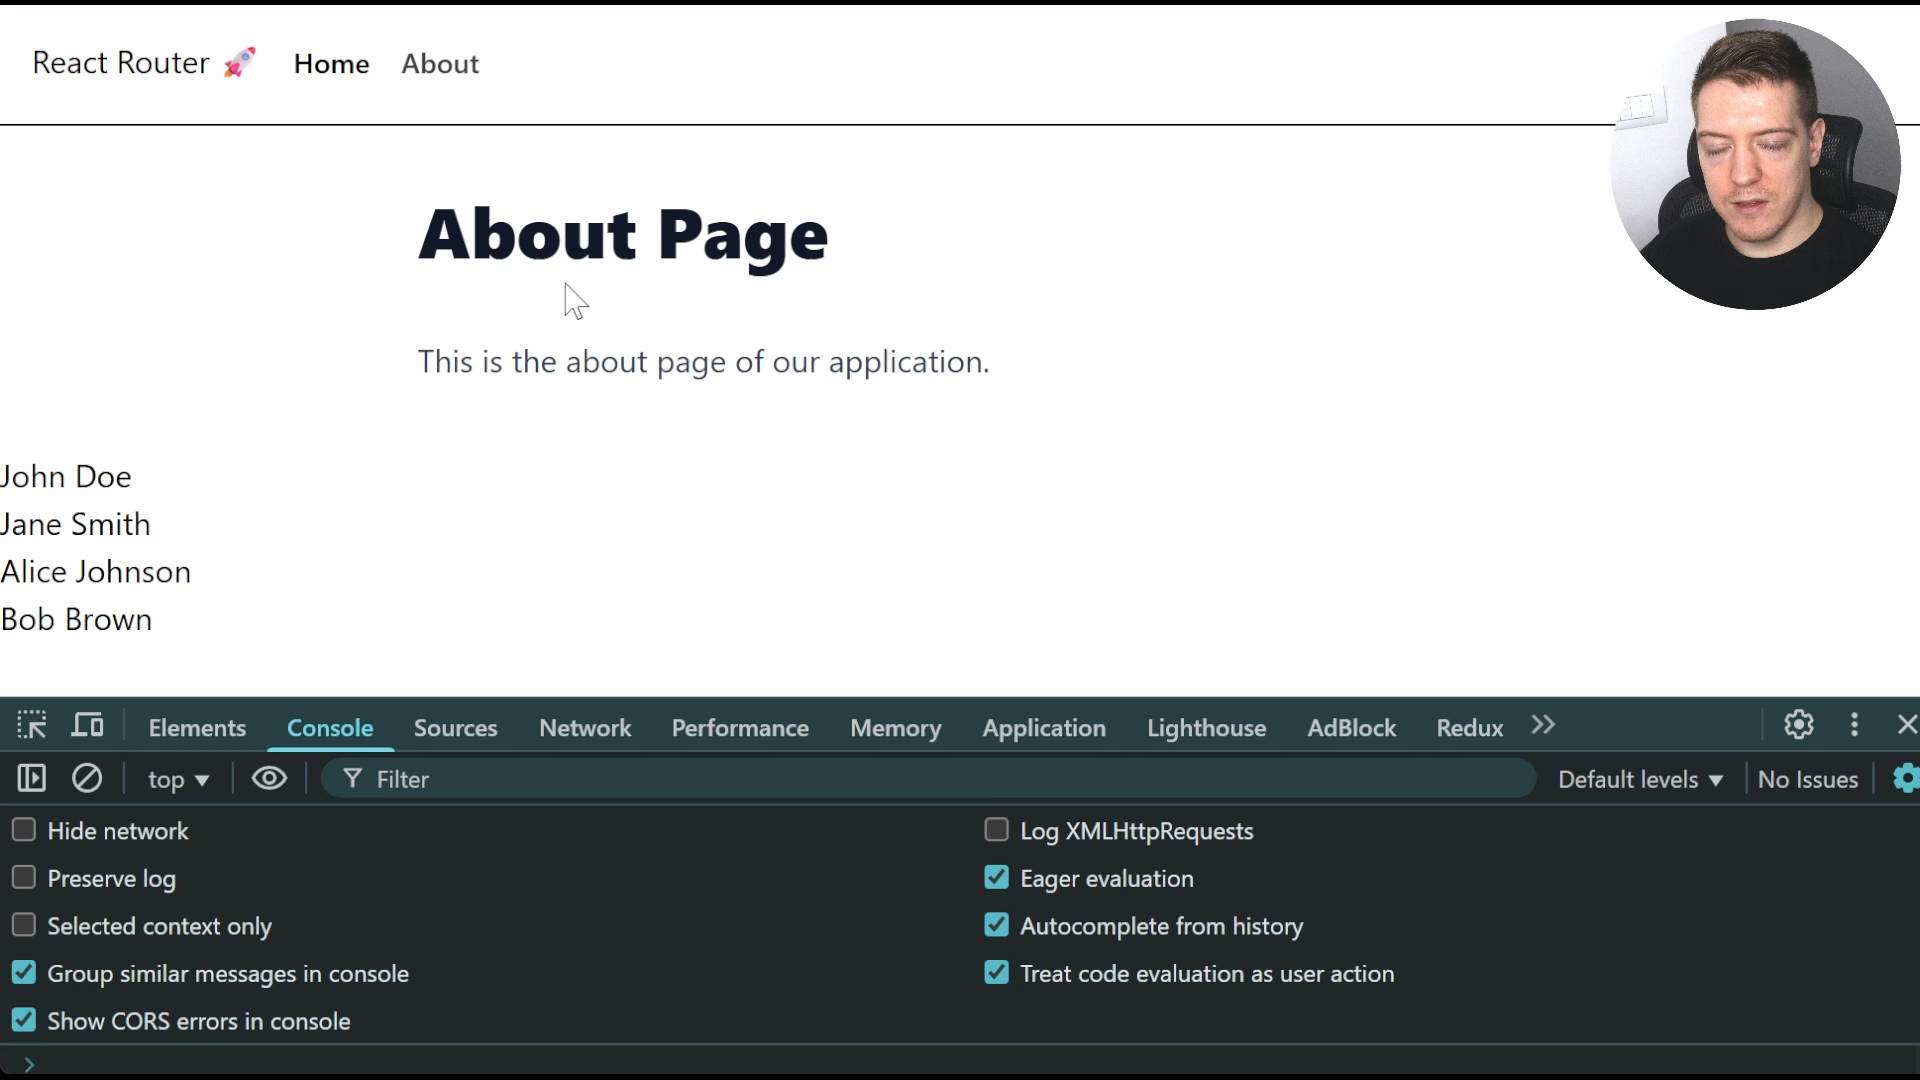 React Router 🚀 Home About
About Page
This is the about page of our application.
John Doe
Jane Smith
Alice Johnson
Bob Brown
Elements Console Sources Network Performance Memory Application Lighthouse AdBlock Redux
top Filter Default levels No Issues
Hide network
Preserve log
Selected context only
Group similar messages in console
Show CORS errors in console
Log XMLHttpRequests
Eager evaluation
Autocomplete from history
Treat code evaluation as user action